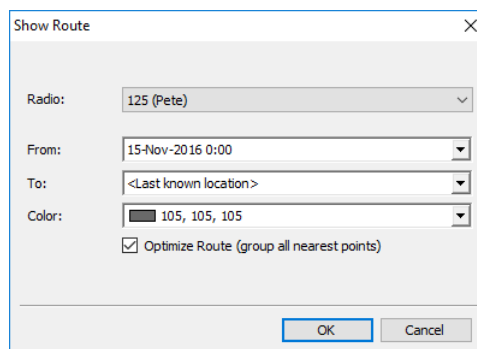 Show Route
Radio: 125 (Pete)
From: 15-Nov-2016 0:00
To: <Last known location>
Color: 105, 105, 105
Optimize Route (group all nearest points)
OK Cancel